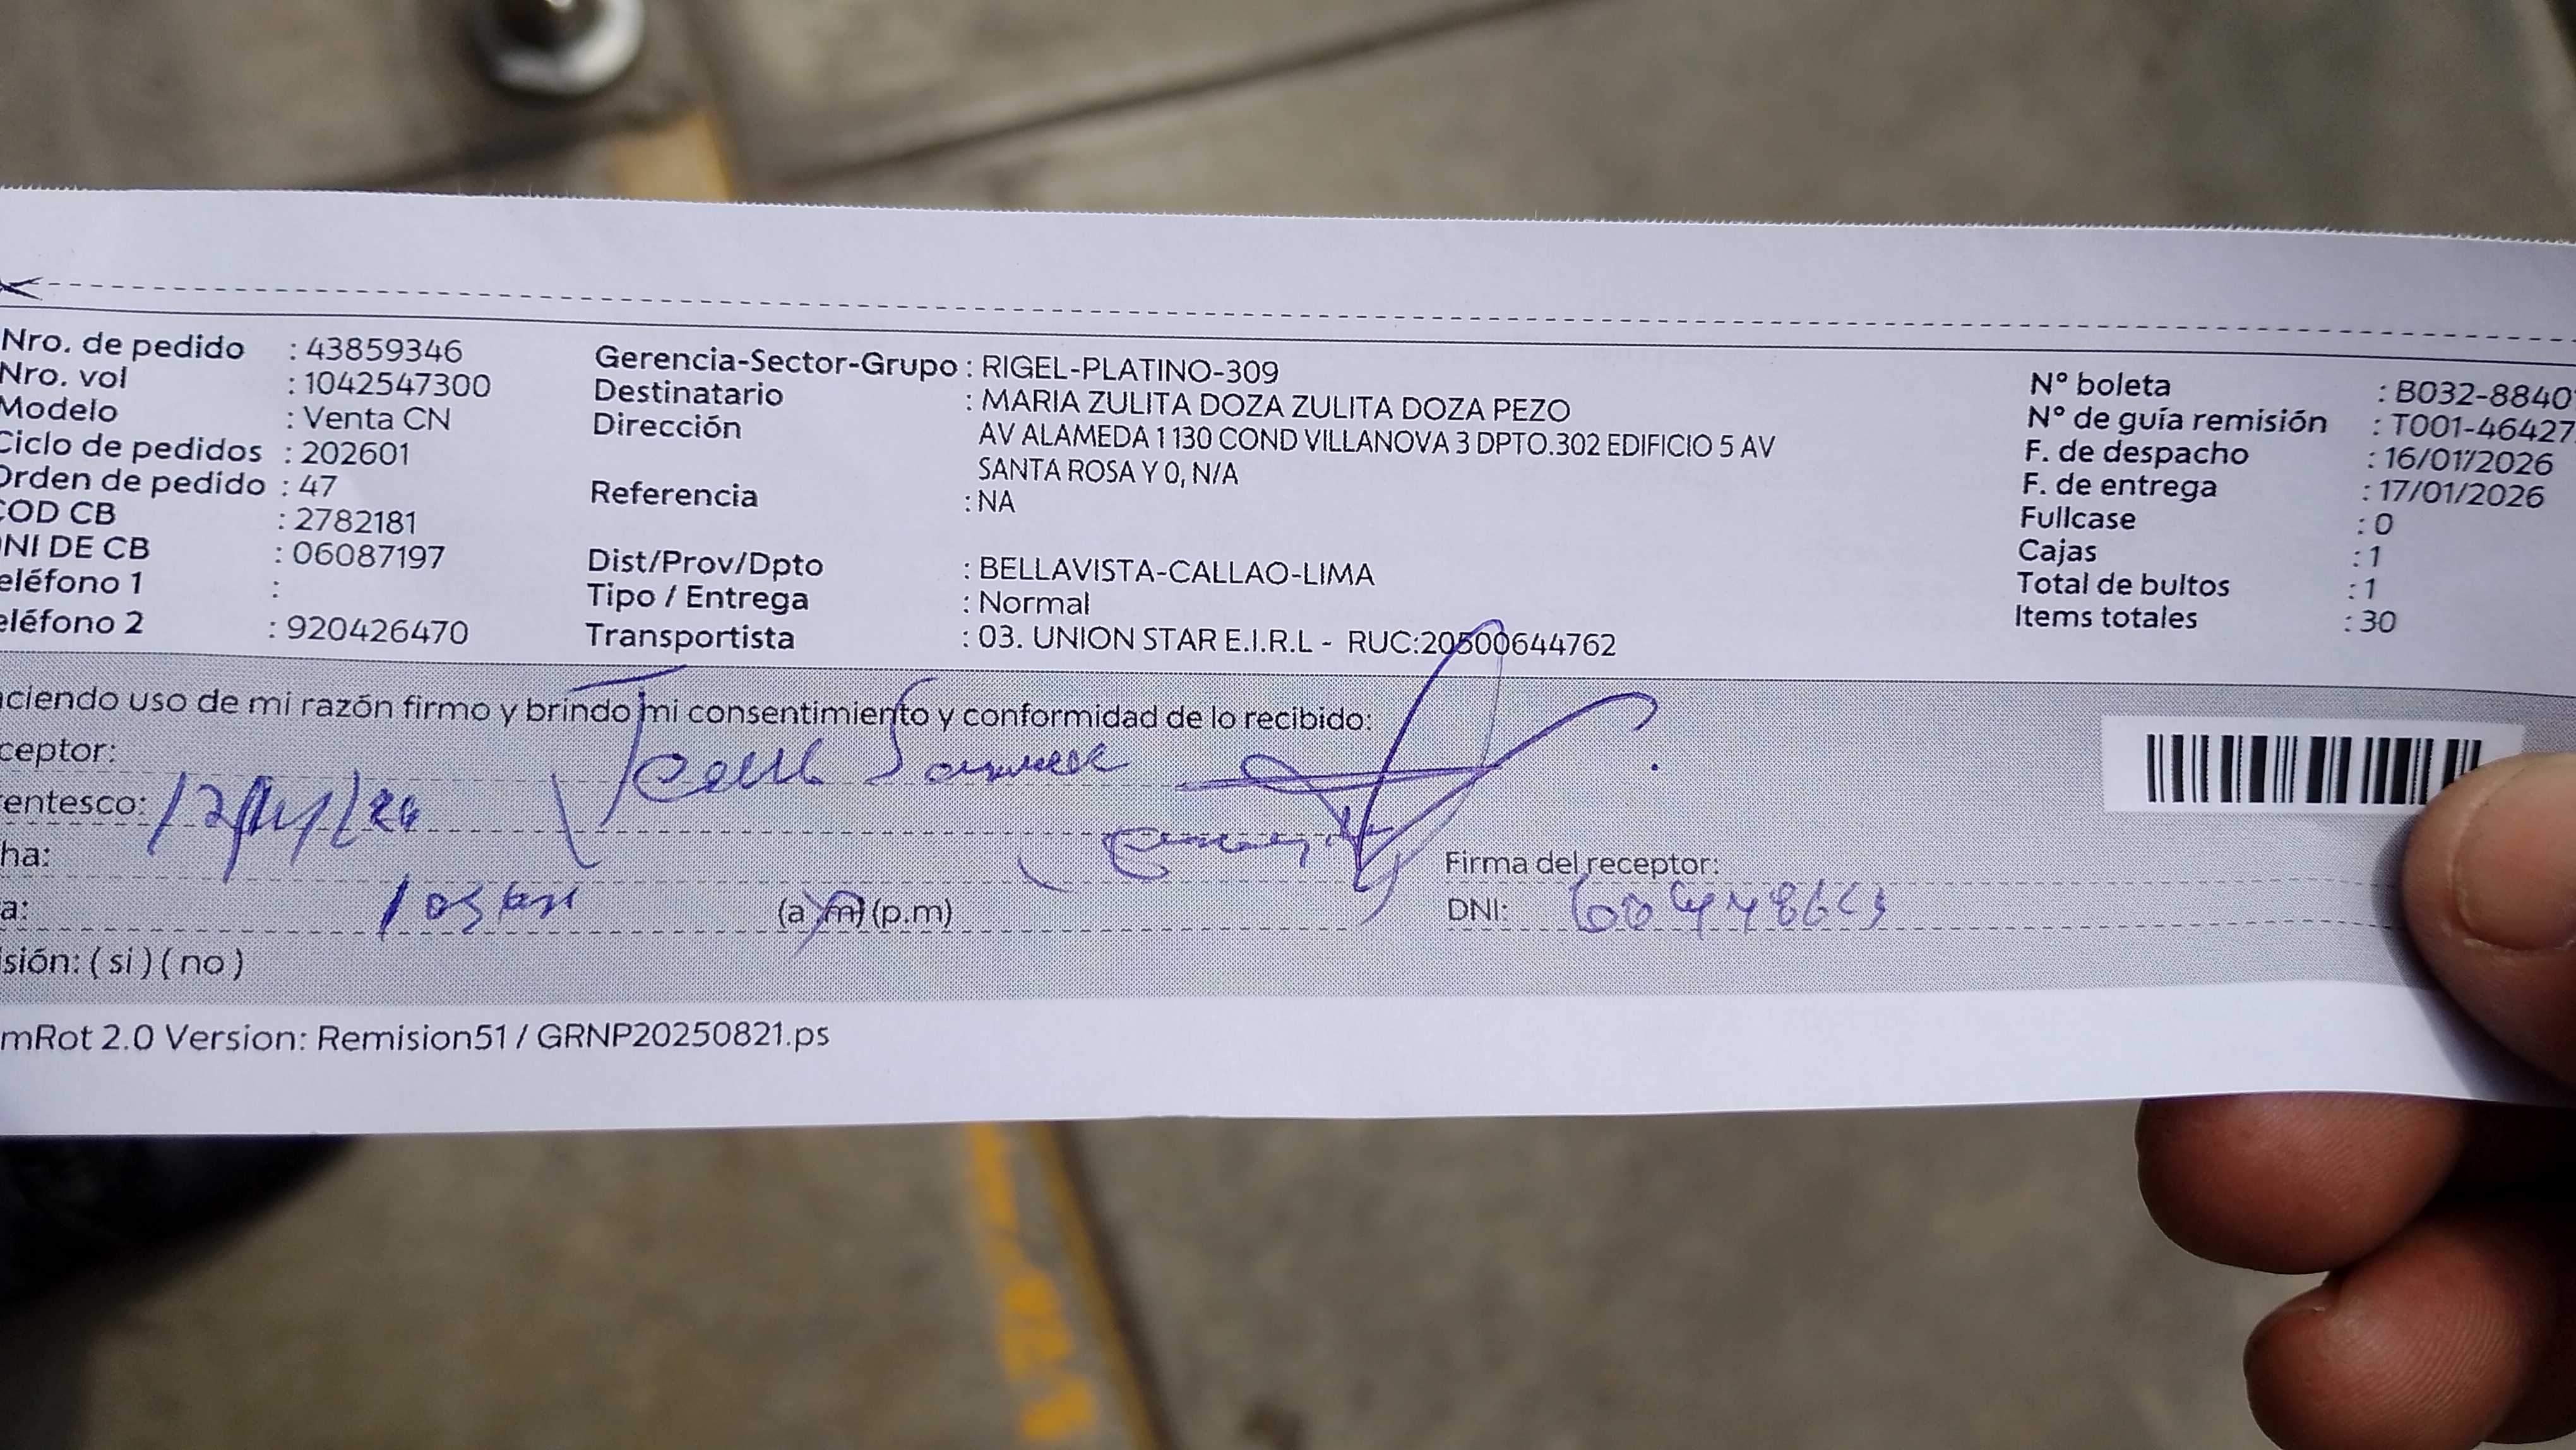 Nro. de pedido : 43859346
Nro. vol : 1042547300
Modelo : Venta CN
Ciclo de pedidos : 202601
Orden de pedido : 47
COD CB : 2782181
NI DE CB : 06087197
eléfono 1 :
eléfono 2 : 920426470
Gerencia-Sector-Grupo : RIGEL-PLATINO-309
Destinatario : MARIA ZULITA DOZA ZULITA DOZA PEZO
Dirección AV ALAMEDA 1130 COND VILLANOVA 3 DPTO.302 EDIFICIO 5 AV
SANTA ROSA Y 0, N/A
Referencia : NA
Dist/Prov/Dpto : BELLAVISTA-CALLAO-LIMA
Tipo / Entrega : Normal
Transportista : 03. UNION STAR E.I.R.L - RUC:20500644762
N° boleta : B032-8840
N° de guía remisión : T001-46427
F. de despacho : 16/01/2026
F. de entrega : 17/01/2026
Fullcase : 0
Cajas : 1
Total de bultos : 1
Items totales : 30
ciendo uso de mi razón firmo y brindo mi consentimiento y conformidad de lo recibido:
ceptor:
entesco:
ha:
Firma del receptor:
a: (a.m) (p.m)
DNI:
sión: ( si ) ( no )
mRot 2.0 Version: Remision51 / GRNP20250821.ps